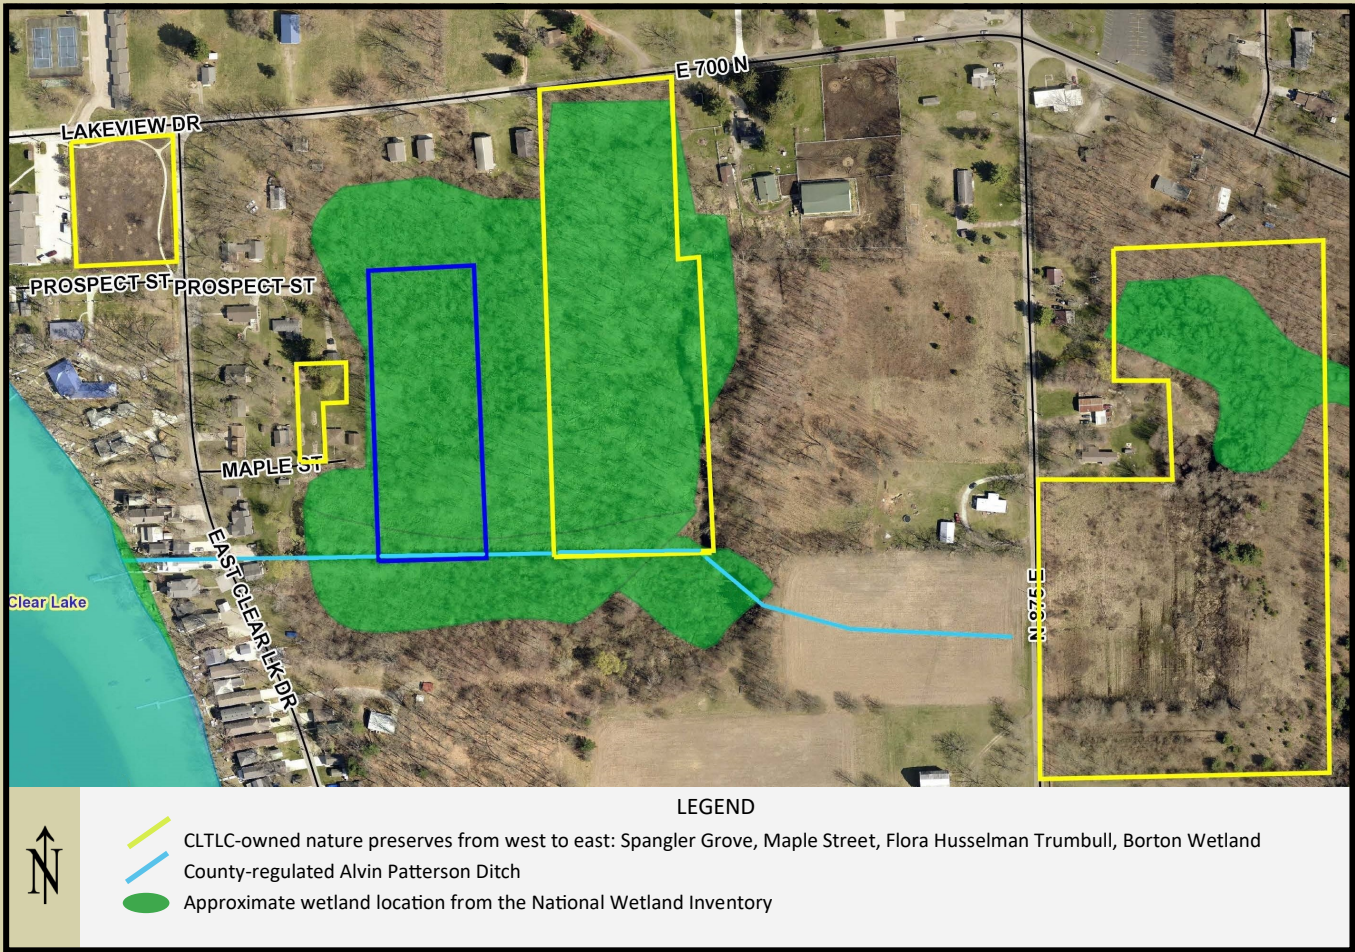 E 700 N
LAKEVIEW DR
PROSPECT ST PROSPECT ST
MAPLE ST
EAST CLEAR LK DR
Clear Lake
N 875 E
LEGEND
CLTLC-owned nature preserves from west to east: Spangler Grove, Maple Street, Flora Husselman Trumbull, Borton Wetland
County-regulated Alvin Patterson Ditch
Approximate wetland location from the National Wetland Inventory
N